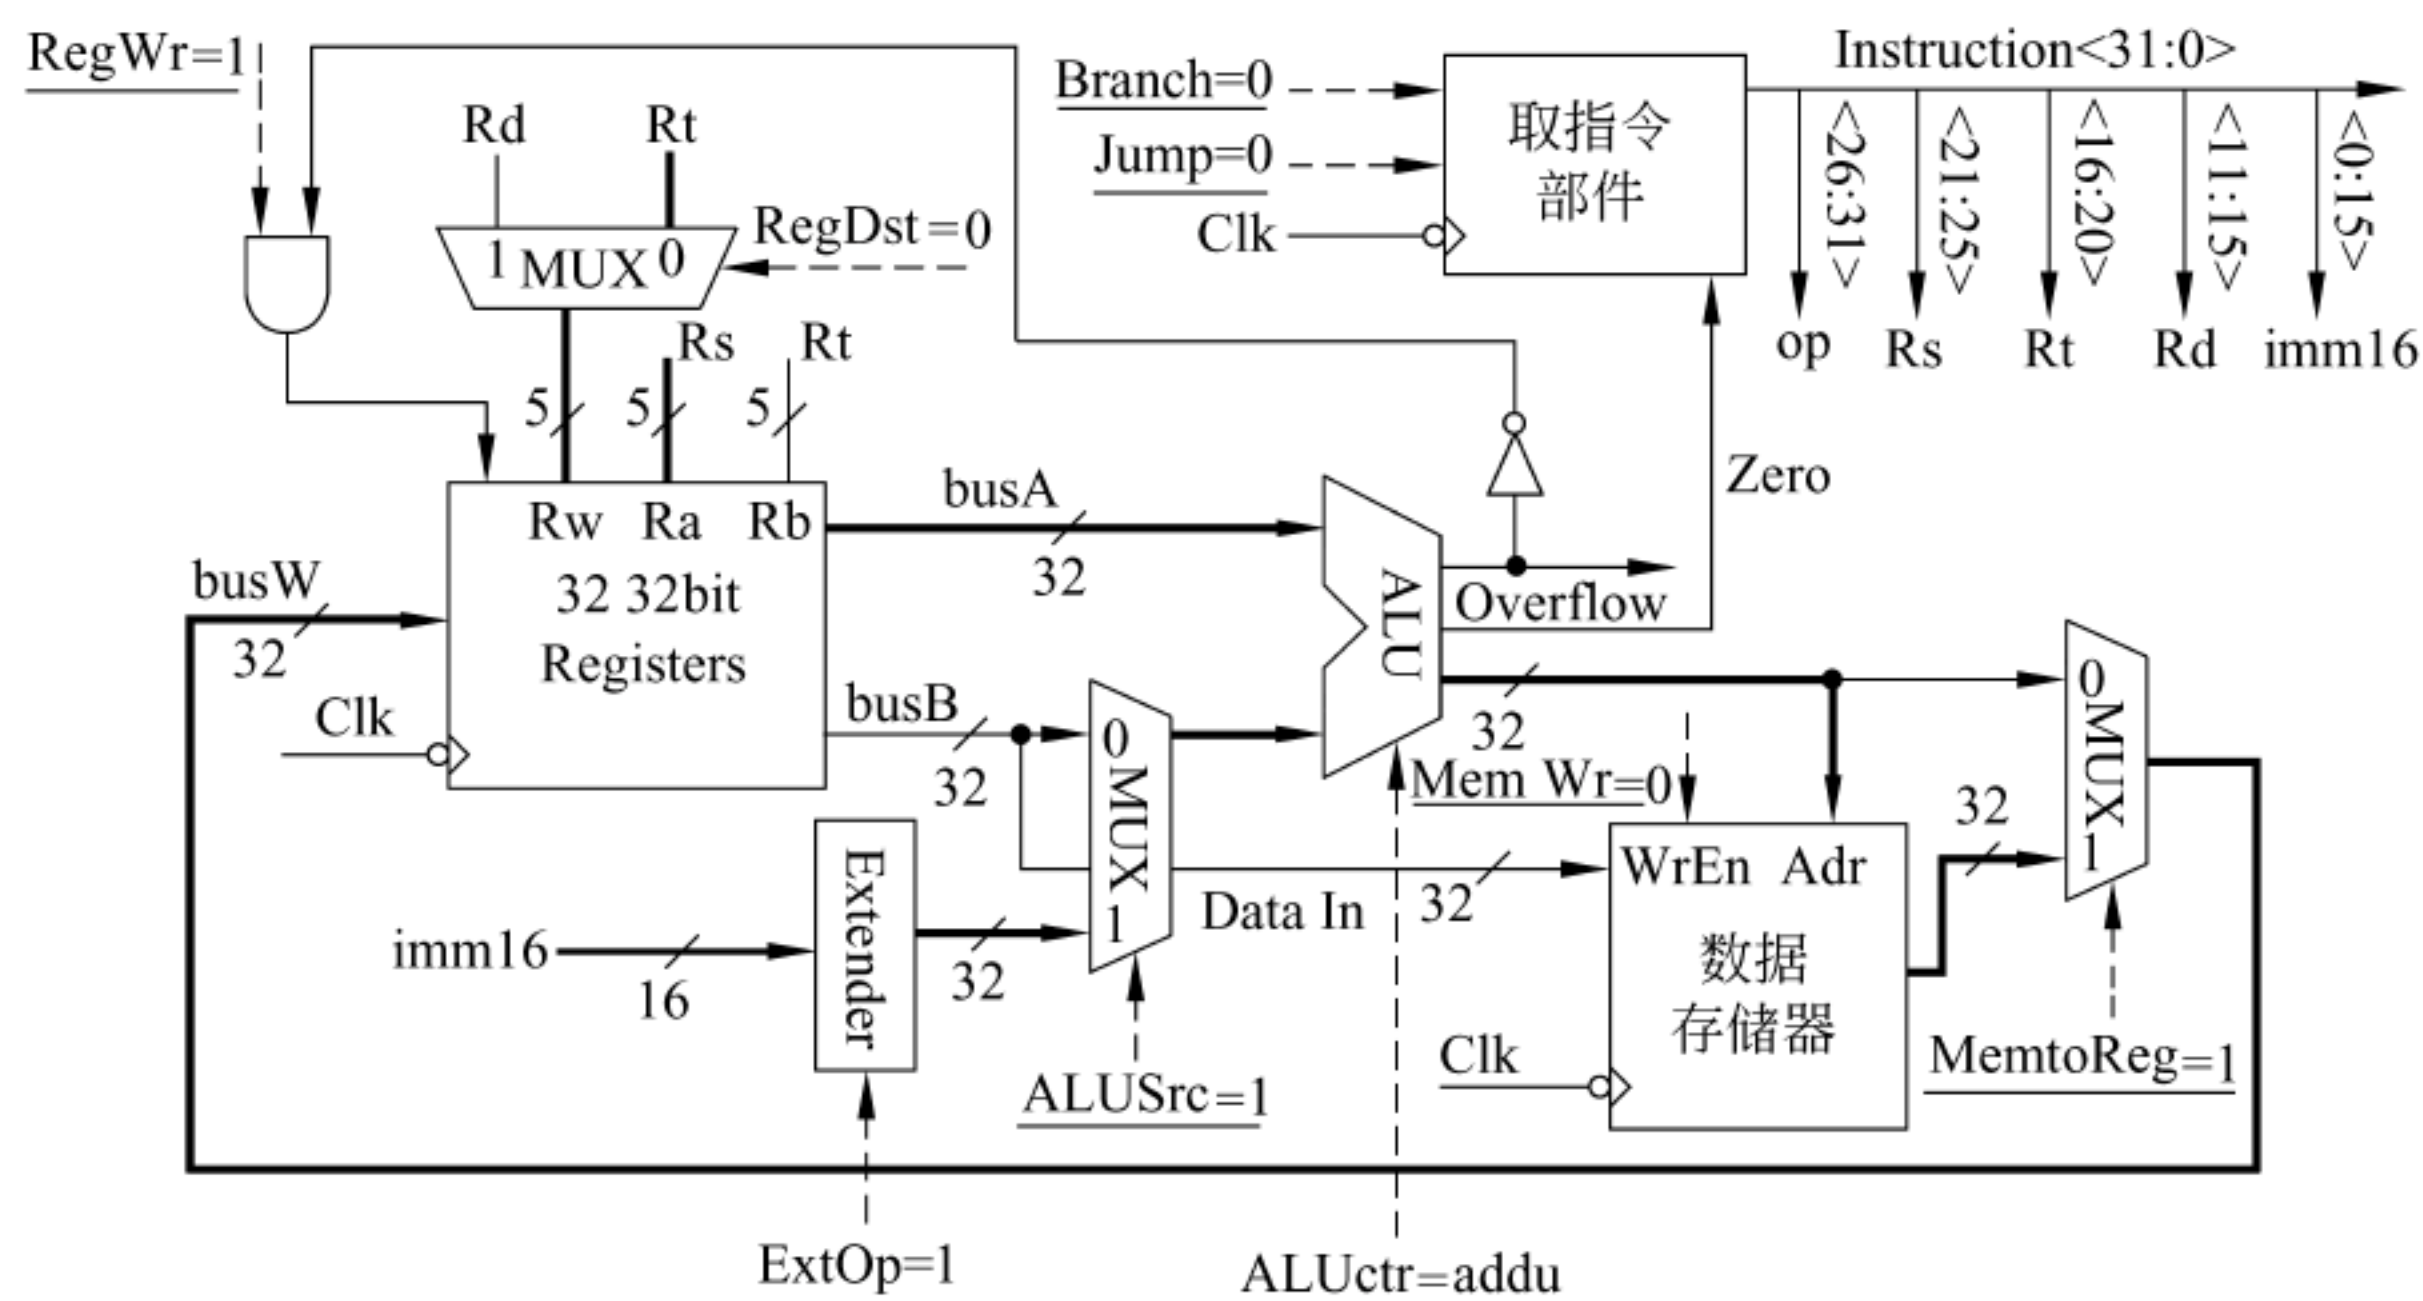 RegWr=1
Rd
Rt
1 MUX 0
RegDst=0
Branch=0
Jump=0
Clk
取指令
部件
Instruction<31:0>
<26:31>
<21:25>
<16:20>
<11:15>
<0:15>
op
Rs
Rt
Rd
imm16
Rs
Rt
5
5
5
Rw Ra Rb
32 32bit
Registers
busW
32
Clk
busA
32
busB
32
0
MUX
1
imm16
16
Extender
32
ExtOp=1
ALUSrc=1
ALU
Overflow
Zero
32
ALUctr=addu
Mem Wr=0
Data In
32
WrEn Adr
数据
存储器
Clk
32
0
MUX
1
MemtoReg=1